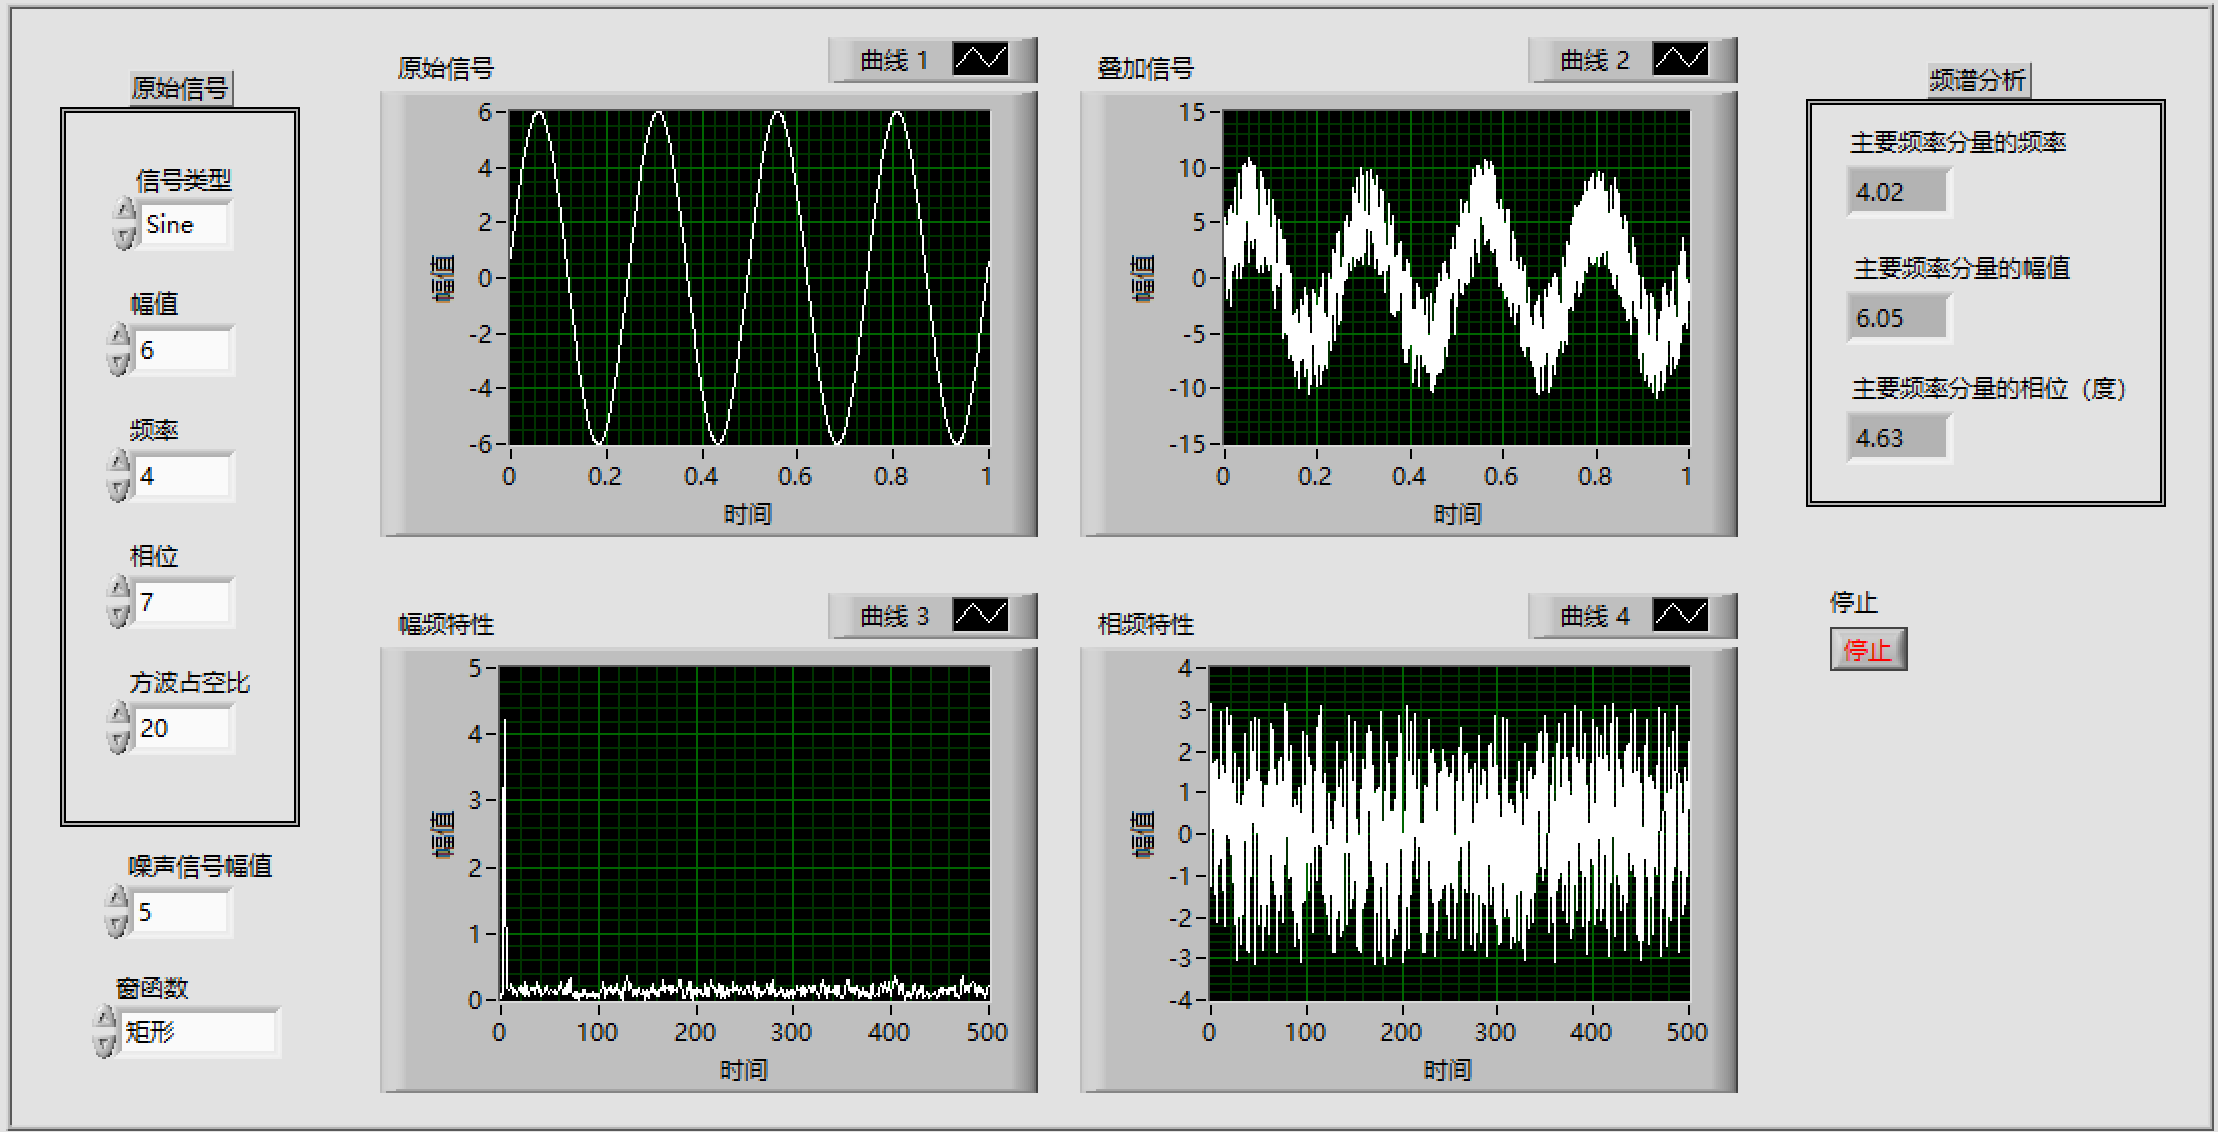 原始信号
信号类型
Sine
幅值
6
频率
4
相位
7
方波占空比
20
噪声信号幅值
5
窗函数
矩形
原始信号
曲线 1
幅值
6
4
2
0
-2
-4
-6
0 0.2 0.4 0.6 0.8 1
时间
叠加信号
曲线 2
幅值
15
10
5
0
-5
-10
-15
0 0.2 0.4 0.6 0.8 1
时间
幅频特性
曲线 3
幅值
5
4
3
2
1
0
0 100 200 300 400 500
时间
相频特性
曲线 4
幅值
4
3
2
1
0
-1
-2
-3
-4
0 100 200 300 400 500
时间
频谱分析
主要频率分量的频率
4.02
主要频率分量的幅值
6.05
主要频率分量的相位（度）
4.63
停止
停止